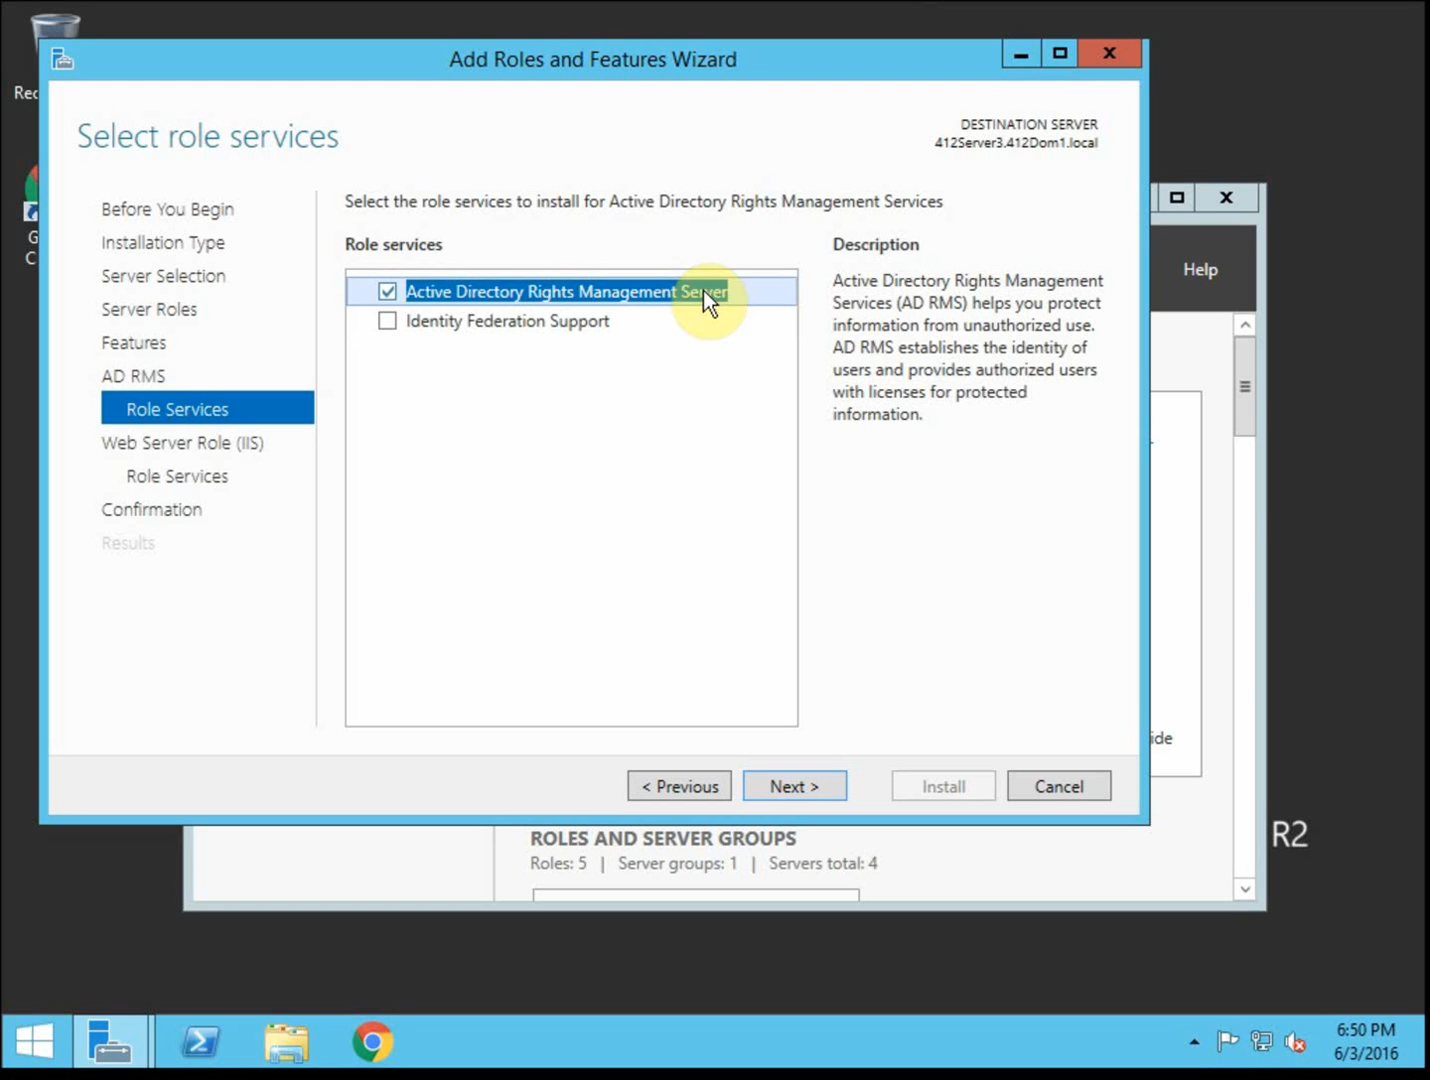 Rec
G
C
Add Roles and Features Wizard
Select role services
DESTINATION SERVER
412Server3.412Dom1.local
Before You Begin
Installation Type
Server Selection
Server Roles
Features
AD RMS
Role Services
Web Server Role (IIS)
Role Services
Confirmation
Results
Select the role services to install for Active Directory Rights Management Services
Role services
Active Directory Rights Management Server
Identity Federation Support
Description
Active Directory Rights Management
Services (AD RMS) helps you protect
information from unauthorized use.
AD RMS establishes the identity of
users and provides authorized users
with licenses for protected
information.
< Previous
Next >
Install
Cancel
Help
ide
ROLES AND SERVER GROUPS
Roles: 5 | Server groups: 1 | Servers total: 4
R2
6:50 PM
6/3/2016